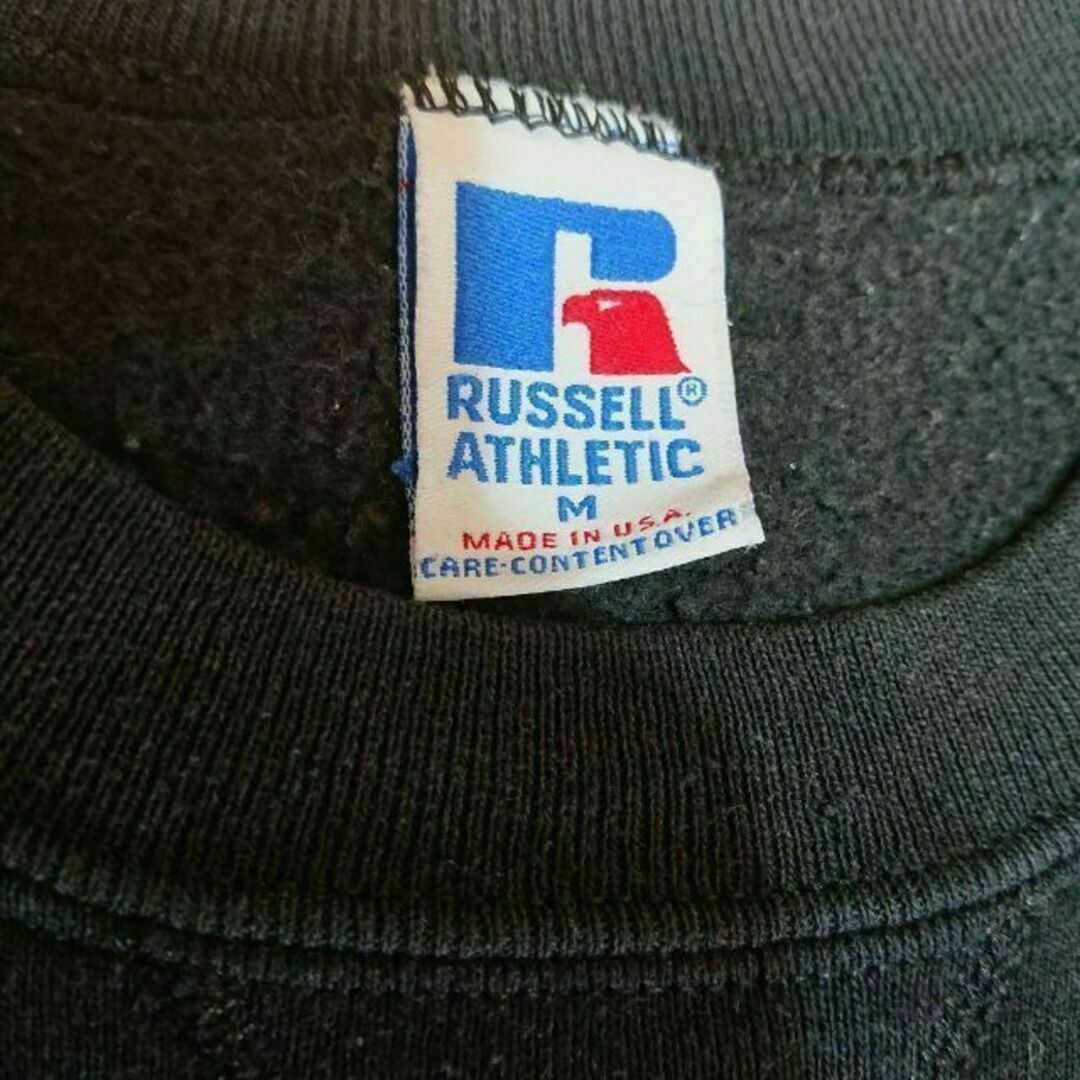 R
RUSSELL®
ATHLETIC
M
MADE IN U.S.A.
CARE-CONTENT OVER